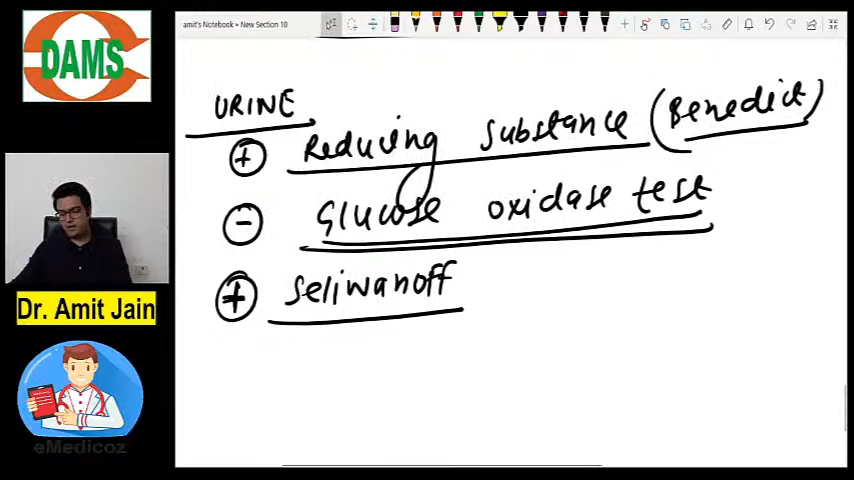 amit's Notebook > New Section 10
DAMS
URINE
+ Reducing substance (Benedict)
- Glucose oxidase test
+ Seliwanoff
Dr. Amit Jain
eMedicoz